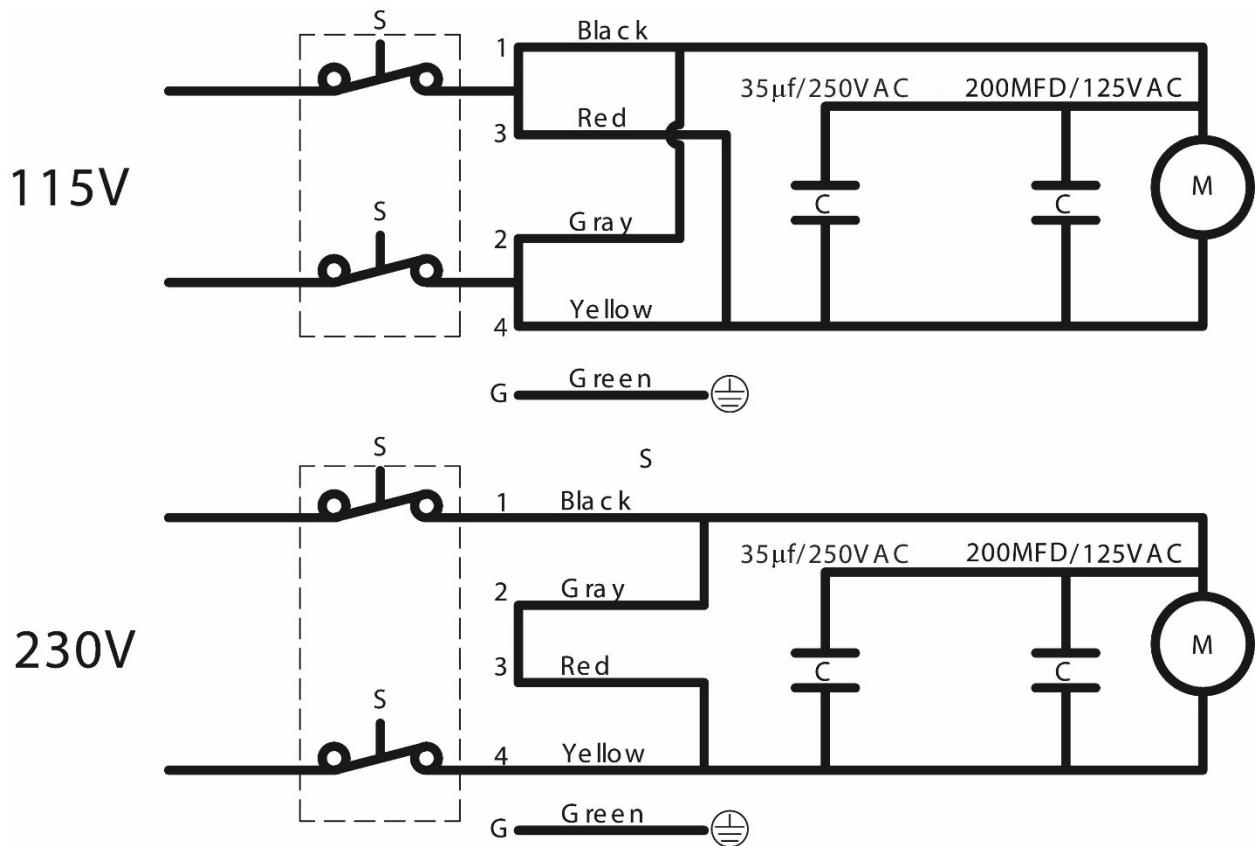 S
1
Black
35µf/250VAC
200MFD/125VAC
Red
3
115V
S
C
C
M
2
Gray
Yellow
4
G
Green
S
S
1
Black
35µf/250VAC
200MFD/125VAC
2
Gray
230V
3
Red
C
C
M
S
4
Yellow
G
Green